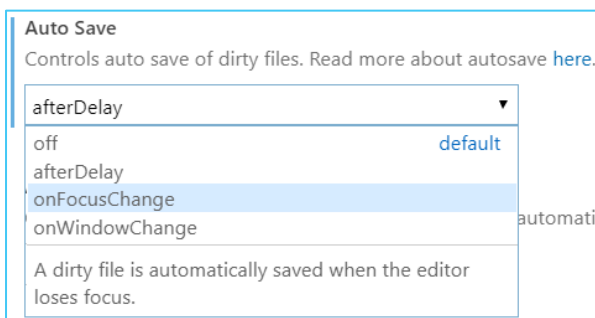 Auto Save
Controls auto save of dirty files. Read more about autosave here.
afterDelay
off default
afterDelay
onFocusChange
onWindowChange
automati
A dirty file is automatically saved when the editor
loses focus.